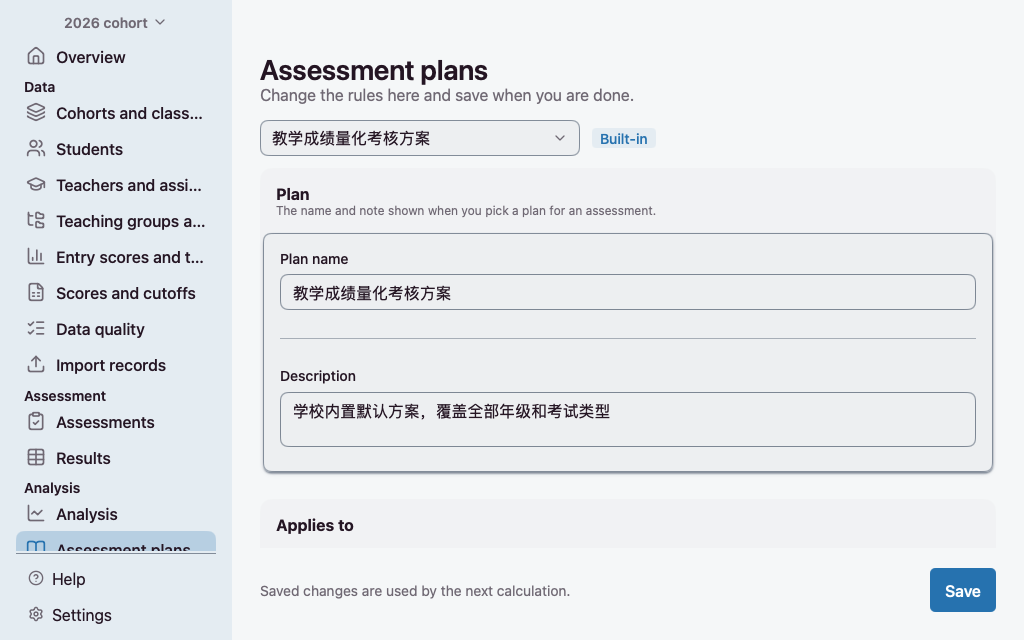 2026 cohort
Overview
Data
Cohorts and class...
Students
Teachers and assi...
Teaching groups a...
Entry scores and t...
Scores and cutoffs
Data quality
Import records
Assessment
Assessments
Results
Analysis
Analysis
Assessment plans
Help
Settings
Assessment plans
Change the rules here and save when you are done.
教学成绩量化考核方案
Built-in
Plan
The name and note shown when you pick a plan for an assessment.
Plan name
教学成绩量化考核方案
Description
学校内置默认方案，覆盖全部年级和考试类型
Applies to
Saved changes are used by the next calculation.
Save